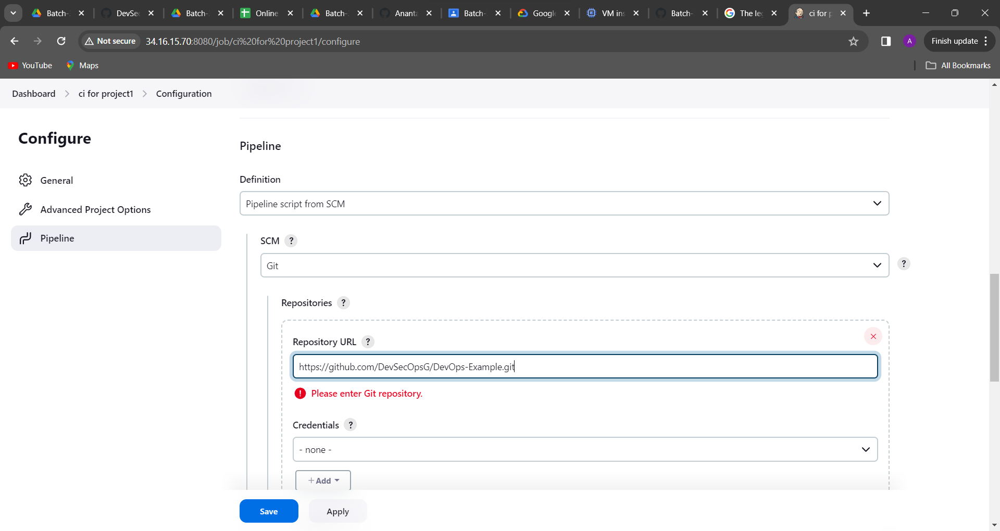 Batch-
DevSec
Batch-
Online
Batch-
Ananta
Batch-
Google
VM ins
Batch-
The leg
ci for p
Not secure
34.16.15.70:8080/job/ci%20for%20project1/configure
A
Finish update
YouTube
Maps
All Bookmarks
Dashboard
ci for project1
Configuration
Configure
General
Advanced Project Options
Pipeline
Pipeline
Definition
Pipeline script from SCM
SCM ?
Git
?
Repositories ?
Repository URL ?
https://github.com/DevSecOpsG/DevOps-Example.git
Please enter Git repository.
Credentials ?
- none -
+ Add
Save
Apply